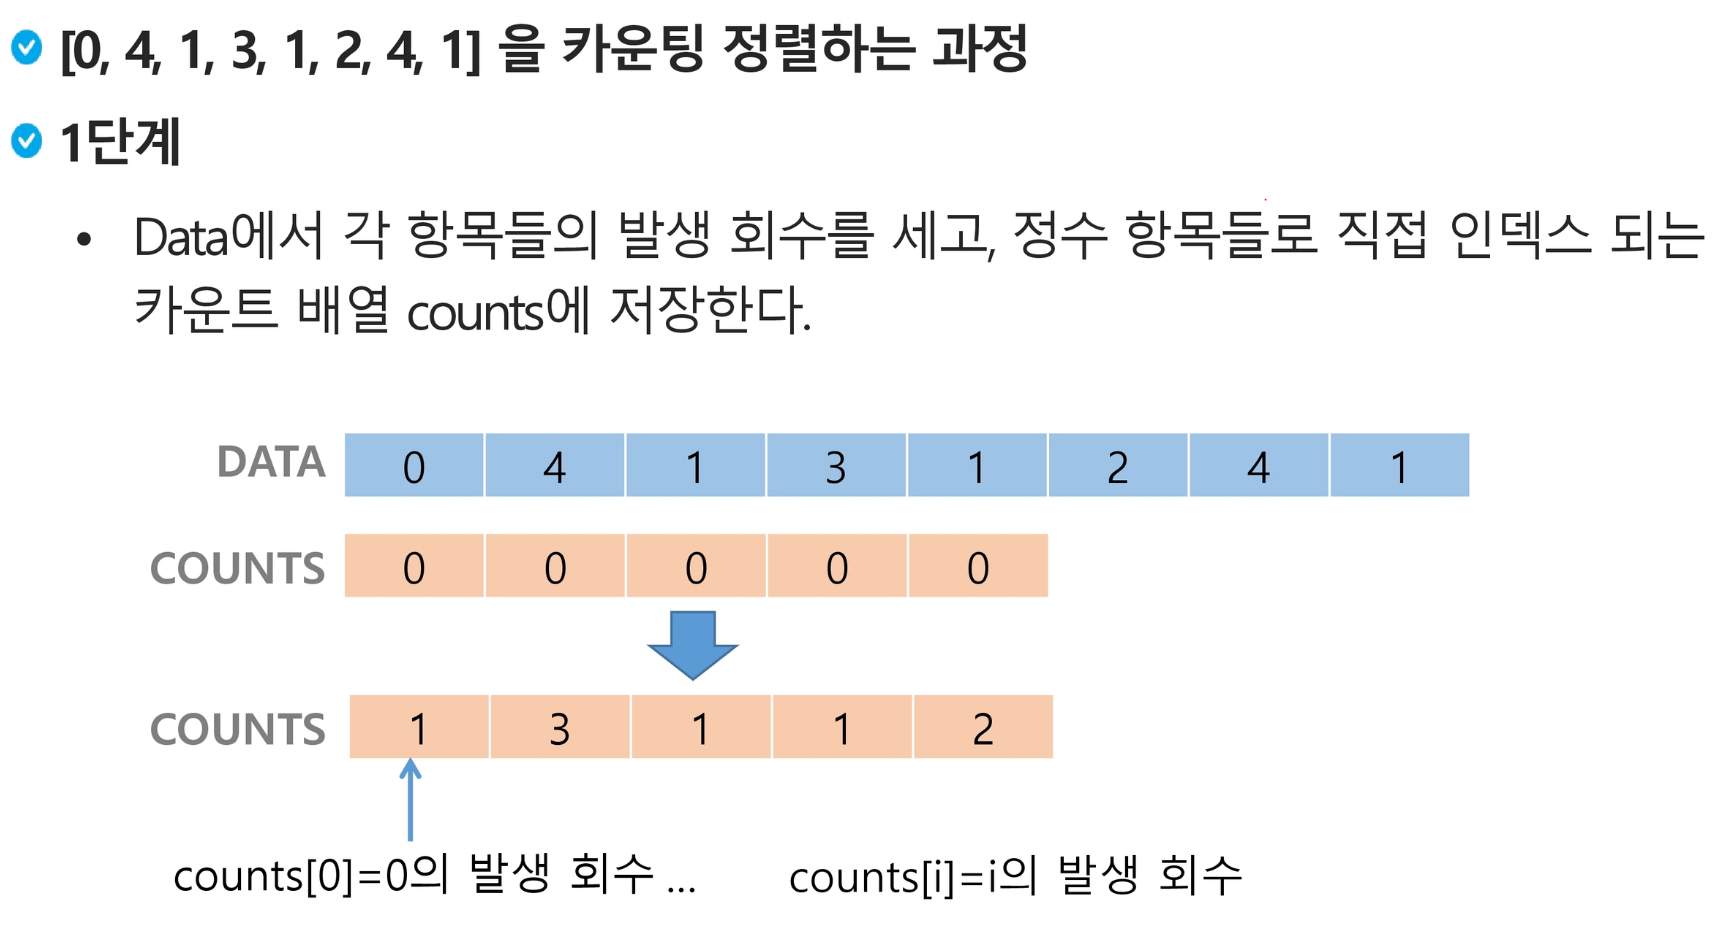 [0, 4, 1, 3, 1, 2, 4, 1] 을 카운팅 정렬하는 과정
1단계
• Data에서 각 항목들의 발생 회수를 세고, 정수 항목들로 직접 인덱스 되는
카운트 배열 counts에 저장한다.
DATA 0 4 1 3 1 2 4 1
COUNTS 0 0 0 0 0
COUNTS 1 3 1 1 2
counts[0]=0의 발생 회수 ... counts[i]=i의 발생 회수